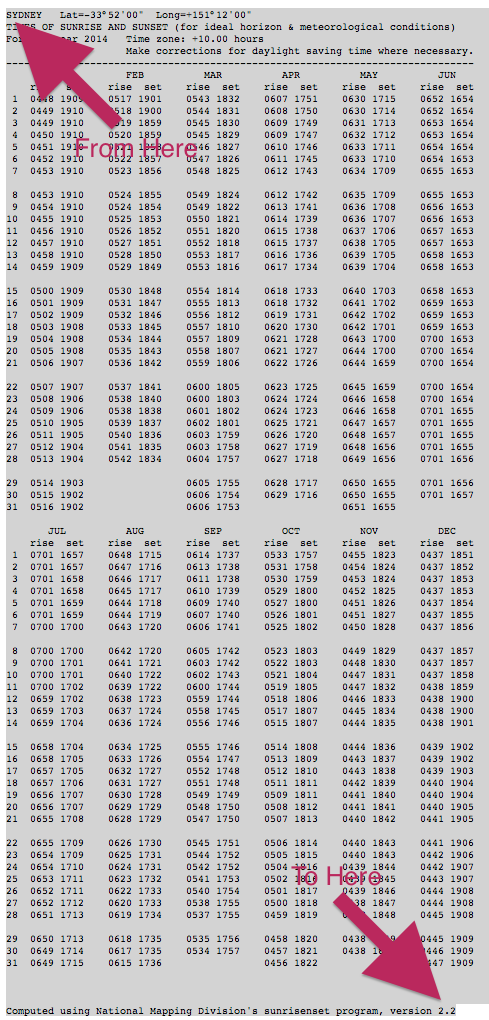 SYDNEY Lat=-33°52'00" Long=+151°12'00"
TIMES OF SUNRISE AND SUNSET (for ideal horizon & meteorological conditions)
For 2014 Time zone: +10.00 hours
Make corrections for daylight saving time where necessary.
FEB MAR APR MAY JUN
rise set rise set rise set rise set rise set
1 0448 1909 0517 1901 0543 1832 0607 1751 0630 1715 0652 1654
2 0449 1910 0518 1900 0544 1831 0608 1750 0630 1714 0652 1654
3 0449 1910 0519 1859 0545 1830 0609 1749 0631 1713 0653 1654
4 0450 1910 0520 1859 0545 1829 0609 1747 0632 1712 0653 1654
From Here
5 0451 1910 0521 1858 0546 1827 0610 1746 0633 1711 0654 1654
6 0452 1910 0522 1857 0547 1826 0611 1745 0633 1710 0654 1653
7 0453 1910 0523 1856 0548 1825 0612 1743 0634 1709 0655 1653
8 0453 1910 0524 1855 0549 1824 0612 1742 0635 1709 0655 1653
9 0454 1910 0524 1854 0549 1822 0613 1741 0636 1708 0656 1653
10 0455 1910 0525 1853 0550 1821 0614 1739 0636 1707 0656 1653
11 0456 1910 0526 1852 0551 1820 0615 1738 0637 1706 0657 1653
12 0457 1910 0527 1851 0552 1818 0615 1737 0638 1705 0657 1653
13 0458 1910 0528 1850 0553 1817 0616 1736 0639 1705 0658 1653
14 0459 1909 0529 1849 0553 1816 0617 1734 0639 1704 0658 1653
15 0500 1909 0530 1848 0554 1814 0618 1733 0640 1703 0658 1653
16 0501 1909 0531 1847 0555 1813 0618 1732 0641 1702 0659 1653
17 0502 1909 0532 1846 0556 1812 0619 1731 0642 1702 0659 1653
18 0503 1908 0533 1845 0557 1810 0620 1730 0642 1701 0659 1653
19 0504 1908 0534 1844 0557 1809 0621 1728 0643 1700 0700 1653
20 0505 1908 0535 1843 0558 1807 0621 1727 0644 1700 0700 1654
21 0506 1907 0536 1842 0559 1806 0622 1726 0644 1659 0700 1654
22 0507 1907 0537 1841 0600 1805 0623 1725 0645 1659 0700 1654
23 0508 1906 0538 1840 0600 1803 0624 1724 0646 1658 0700 1654
24 0509 1906 0538 1838 0601 1802 0624 1723 0646 1658 0701 1655
25 0510 1905 0539 1837 0602 1801 0625 1721 0647 1657 0701 1655
26 0511 1905 0540 1836 0603 1759 0626 1720 0648 1657 0701 1655
27 0512 1904 0541 1835 0603 1758 0627 1719 0648 1656 0701 1655
28 0513 1904 0542 1834 0604 1757 0627 1718 0649 1656 0701 1656
29 0514 1903 0605 1755 0628 1717 0650 1655 0701 1656
30 0515 1902 0606 1754 0629 1716 0650 1655 0701 1657
31 0516 1902 0606 1753 0651 1655
JUL AUG SEP OCT NOV DEC
rise set rise set rise set rise set rise set rise set
1 0701 1657 0648 1715 0614 1737 0533 1757 0455 1823 0437 1851
2 0701 1657 0647 1716 0613 1738 0531 1758 0454 1824 0437 1852
3 0701 1658 0646 1717 0611 1738 0530 1759 0453 1824 0437 1853
4 0701 1658 0645 1717 0610 1739 0529 1800 0452 1825 0437 1853
5 0701 1659 0644 1718 0609 1740 0527 1800 0451 1826 0437 1854
6 0701 1659 0644 1719 0607 1740 0526 1801 0451 1827 0437 1855
7 0700 1700 0643 1720 0606 1741 0525 1802 0450 1828 0437 1856
8 0700 1700 0642 1720 0605 1742 0523 1803 0449 1829 0437 1857
9 0700 1701 0641 1721 0603 1742 0522 1803 0448 1830 0437 1857
10 0700 1701 0640 1722 0602 1743 0521 1804 0447 1831 0437 1858
11 0700 1702 0639 1722 0600 1744 0519 1805 0447 1832 0438 1859
12 0659 1702 0638 1723 0559 1744 0518 1806 0446 1833 0438 1900
13 0659 1703 0637 1724 0558 1745 0517 1807 0445 1834 0438 1900
14 0659 1704 0636 1724 0556 1745 0515 1807 0444 1835 0438 1901
15 0658 1704 0634 1725 0555 1746 0514 1808 0444 1836 0439 1902
16 0658 1705 0633 1726 0554 1747 0513 1809 0443 1837 0439 1902
17 0657 1705 0632 1727 0552 1748 0512 1810 0443 1838 0439 1903
18 0657 1706 0631 1727 0551 1748 0511 1811 0442 1839 0440 1904
19 0656 1707 0630 1728 0549 1749 0509 1811 0441 1840 0440 1904
20 0656 1707 0629 1729 0548 1750 0508 1812 0441 1841 0440 1905
21 0655 1708 0628 1729 0547 1750 0507 1813 0440 1842 0441 1905
22 0655 1709 0626 1730 0545 1751 0506 1814 0440 1843 0441 1906
23 0654 1709 0625 1731 0544 1752 0505 1815 0440 1843 0442 1906
24 0654 1710 0624 1731 0542 1752 0504 1816 0439 1844 0442 1907
To Here
25 0653 1711 0623 1732 0541 1753 1816 1845 0443 1907
26 0652 1711 0622 1733 0540 1754 0501 1817 0439 1846 0444 1908
27 0652 1712 0620 1733 0538 1755 0500 1818 1847 0444 1908
28 0651 1713 0619 1734 0537 1755 0459 1819 1848 0445 1908
29 0650 1713 0618 1735 0535 1756 0458 1820 0438 0445 1909
30 0649 1714 0617 1735 0534 1757 0457 1821 0438 0446 1909
31 0649 1715 0615 1736 0456 1822 0447 1909
Computed using National Mapping Division's sunrisenset program, version 2.2